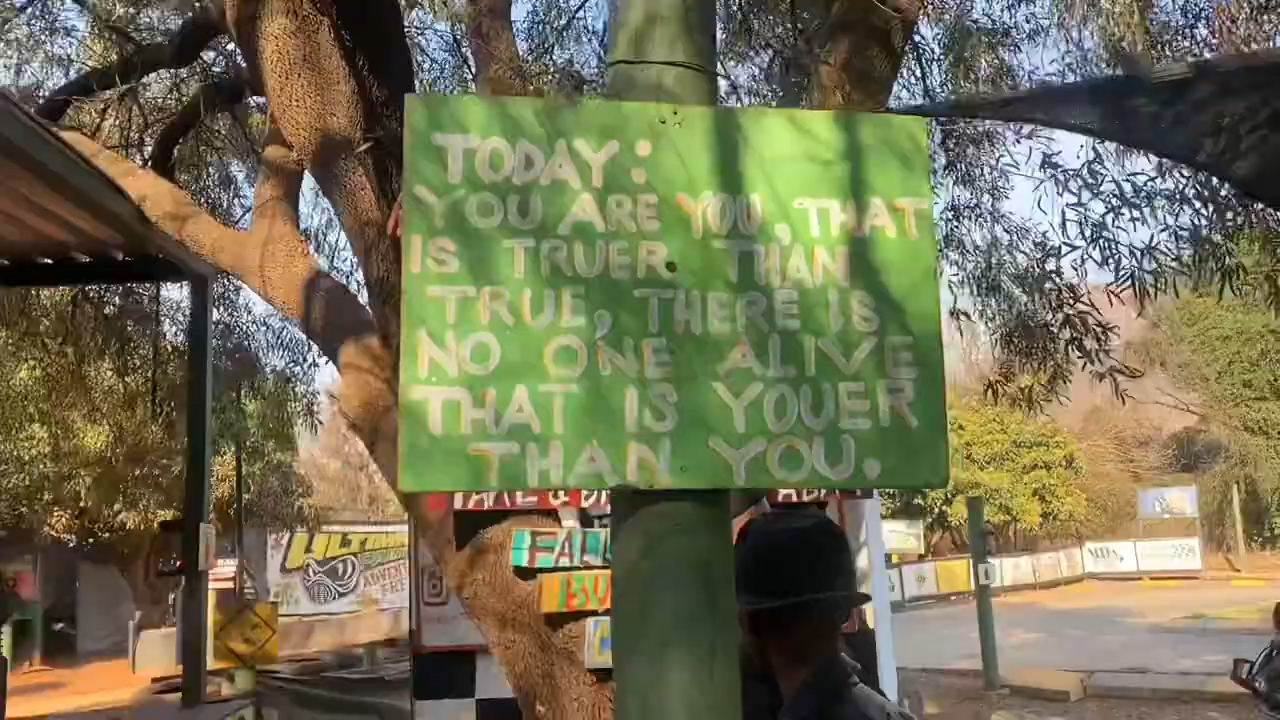 TODAY:
YOU ARE YOU, THAT
IS TRUER THAN
TRUE, THERE IS
NO ONE ALIVE
THAT IS YOUER
THAN YOU.